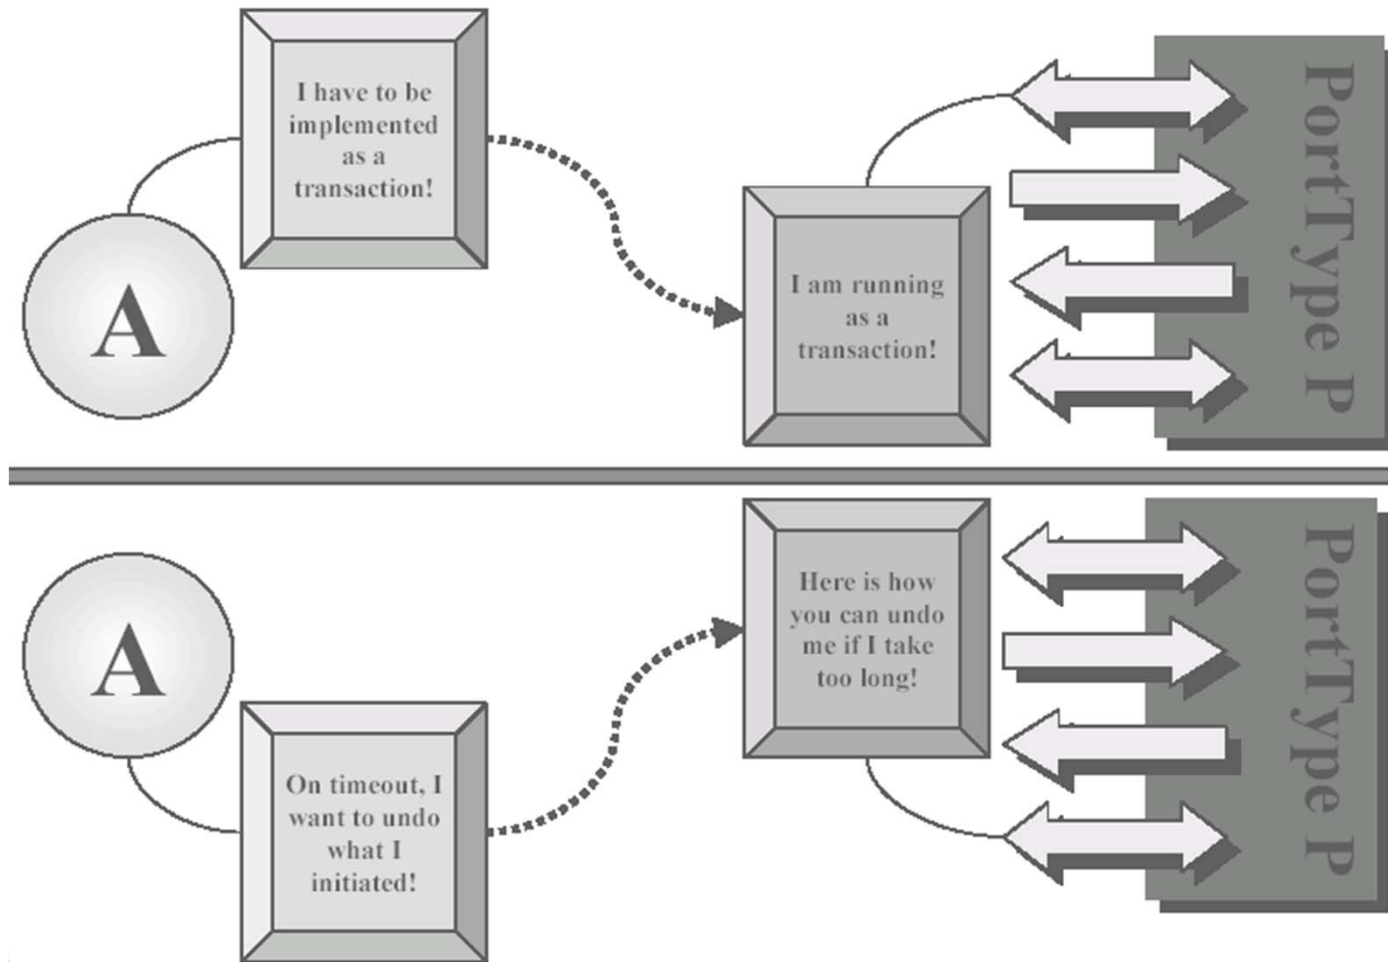 I have to be
implemented
as a
transaction!
A
I am running
as a
transaction!
PortType P
A
On timeout, I
want to undo
what I
initiated!
Here is how
you can undo
me if I take
too long!
PortType P